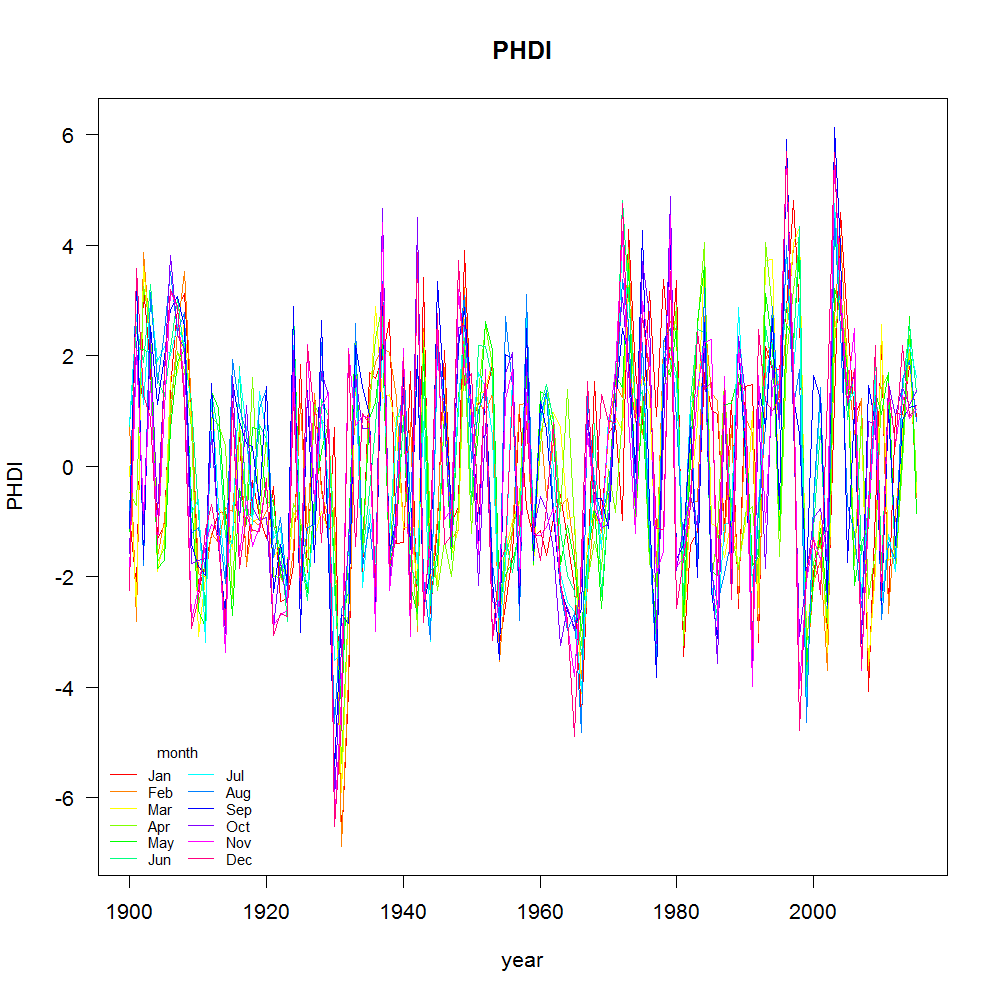 PHDI
6
4
2
0
-2
-4
-6
PHDI
month
Jan Jul
Feb Aug
Mar Sep
Apr Oct
May Nov
Jun Dec
1900 1920 1940 1960 1980 2000
year